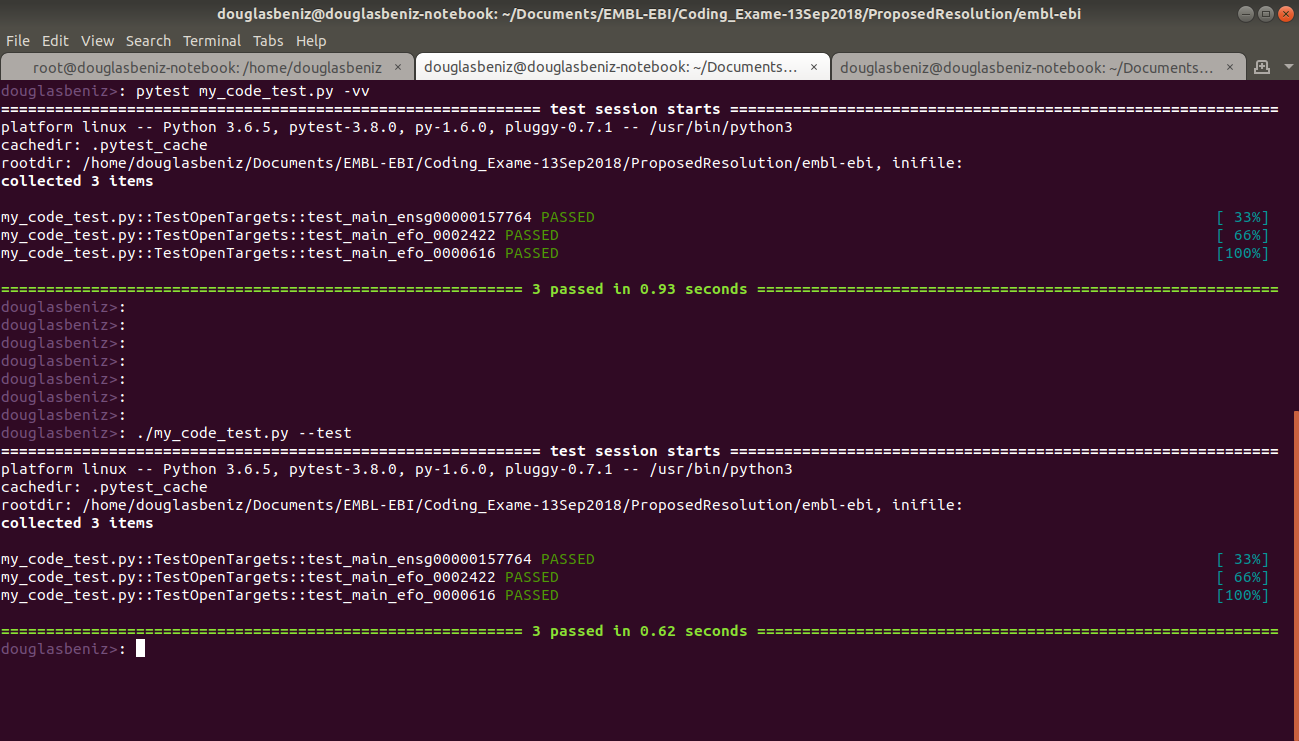 douglasbeniz@douglasbeniz-notebook: ~/Documents/EMBL-EBI/Coding_Exame-13Sep2018/ProposedResolution/embl-ebi
File Edit View Search Terminal Tabs Help
root@douglasbeniz-notebook: /home/douglasbeniz × douglasbeniz@douglasbeniz-notebook: ~/Documents... × douglasbeniz@douglasbeniz-notebook: ~/Documents... ×
douglasbeniz>: pytest my_code_test.py -vv
============================================================ test session starts =============================================================
platform linux -- Python 3.6.5, pytest-3.8.0, py-1.6.0, pluggy-0.7.1 -- /usr/bin/python3
cachedir: .pytest_cache
rootdir: /home/douglasbeniz/Documents/EMBL-EBI/Coding_Exame-13Sep2018/ProposedResolution/embl-ebi, inifile:
collected 3 items
my_code_test.py::TestOpenTargets::test_main_ensg00000157764 PASSED [ 33%]
my_code_test.py::TestOpenTargets::test_main_efo_0002422 PASSED [ 66%]
my_code_test.py::TestOpenTargets::test_main_efo_0000616 PASSED [100%]
========================================================== 3 passed in 0.93 seconds ==========================================================
douglasbeniz>:
douglasbeniz>:
douglasbeniz>:
douglasbeniz>:
douglasbeniz>:
douglasbeniz>:
douglasbeniz>:
douglasbeniz>: ./my_code_test.py --test
============================================================ test session starts =============================================================
platform linux -- Python 3.6.5, pytest-3.8.0, py-1.6.0, pluggy-0.7.1 -- /usr/bin/python3
cachedir: .pytest_cache
rootdir: /home/douglasbeniz/Documents/EMBL-EBI/Coding_Exame-13Sep2018/ProposedResolution/embl-ebi, inifile:
collected 3 items
my_code_test.py::TestOpenTargets::test_main_ensg00000157764 PASSED [ 33%]
my_code_test.py::TestOpenTargets::test_main_efo_0002422 PASSED [ 66%]
my_code_test.py::TestOpenTargets::test_main_efo_0000616 PASSED [100%]
========================================================== 3 passed in 0.62 seconds ==========================================================
douglasbeniz>: